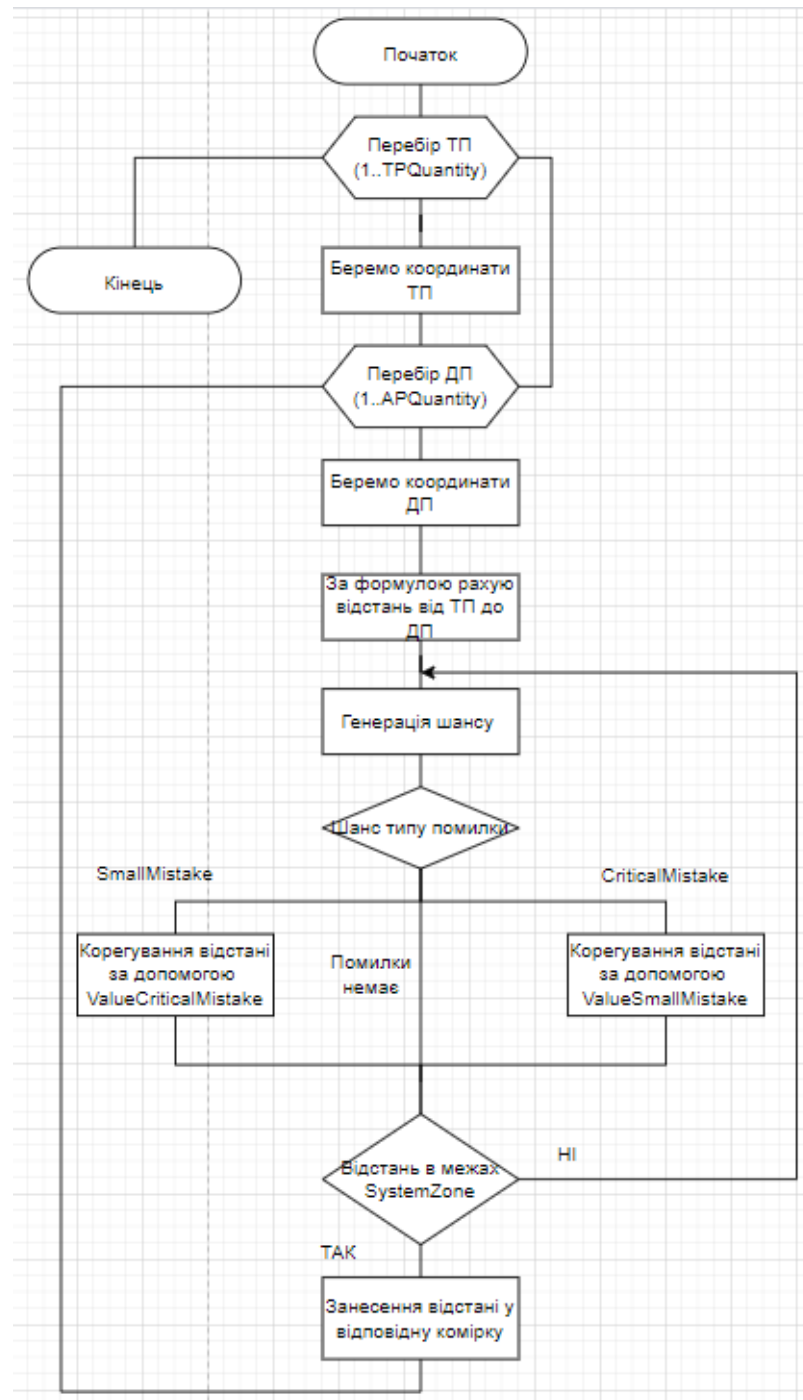 Початок
Перебір ТП
(1..TPQuantity)
Кінець
Беремо координати
ТП
Перебір ДП
(1..APQuantity)
Беремо координати
ДП
За формулою рахую
відстань від ТП до
ДП
Генерація шансу
Шанс типу помилки
SmallMistake
CriticalMistake
Корегування відстані
за допомогою
ValueCriticalMistake
Помилки
немає
Корегування відстані
за допомогою
ValueSmallMistake
Відстань в межах
SystemZone
НІ
ТАК
Занесення відстані у
відповідну комірку